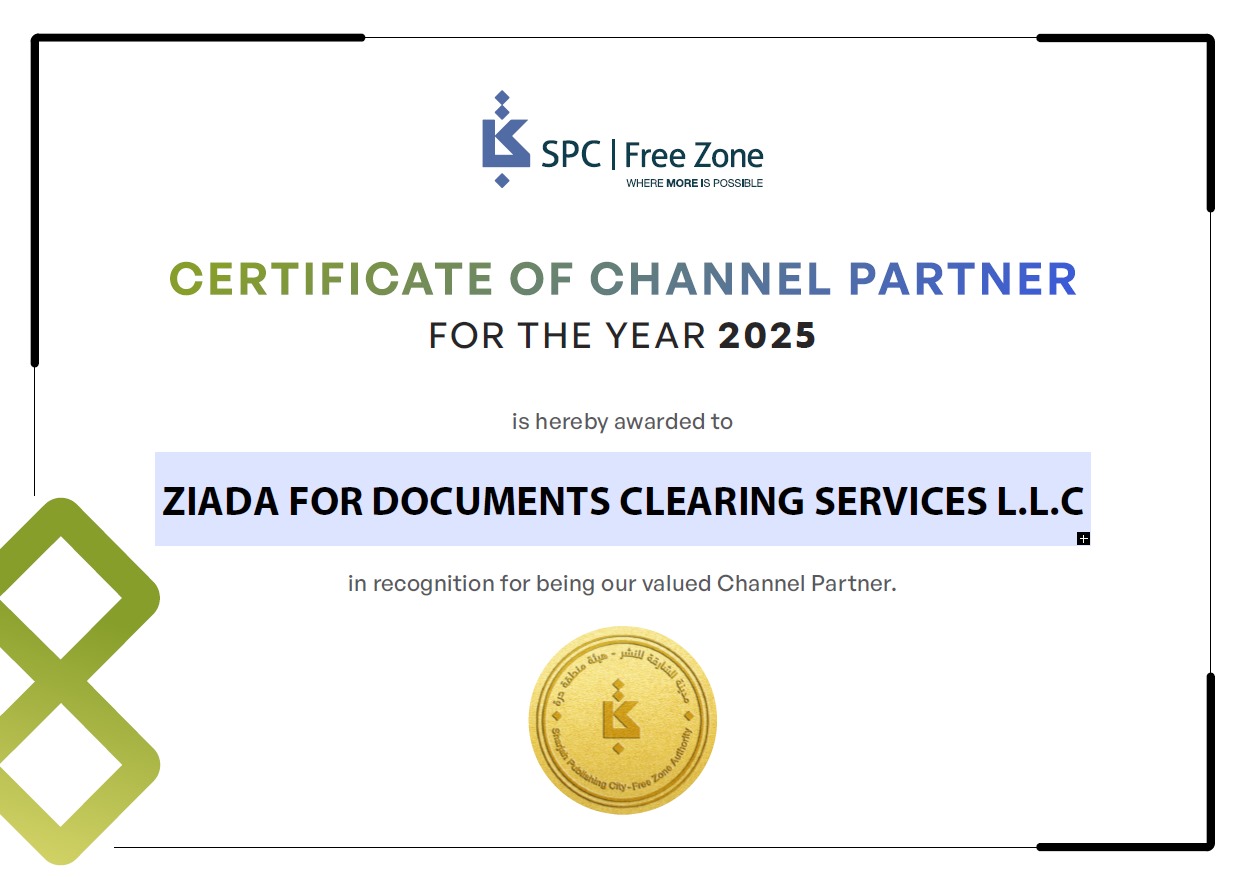 SPC | Free Zone
WHERE MORE IS POSSIBLE
CERTIFICATE OF CHANNEL PARTNER
FOR THE YEAR 2025
is hereby awarded to
ZIADA FOR DOCUMENTS CLEARING SERVICES L.L.C
in recognition for being our valued Channel Partner.
مدينة الشارقة للنشر - هيئة منطقة حرة
Sharjah Publishing City - Free Zone Authority